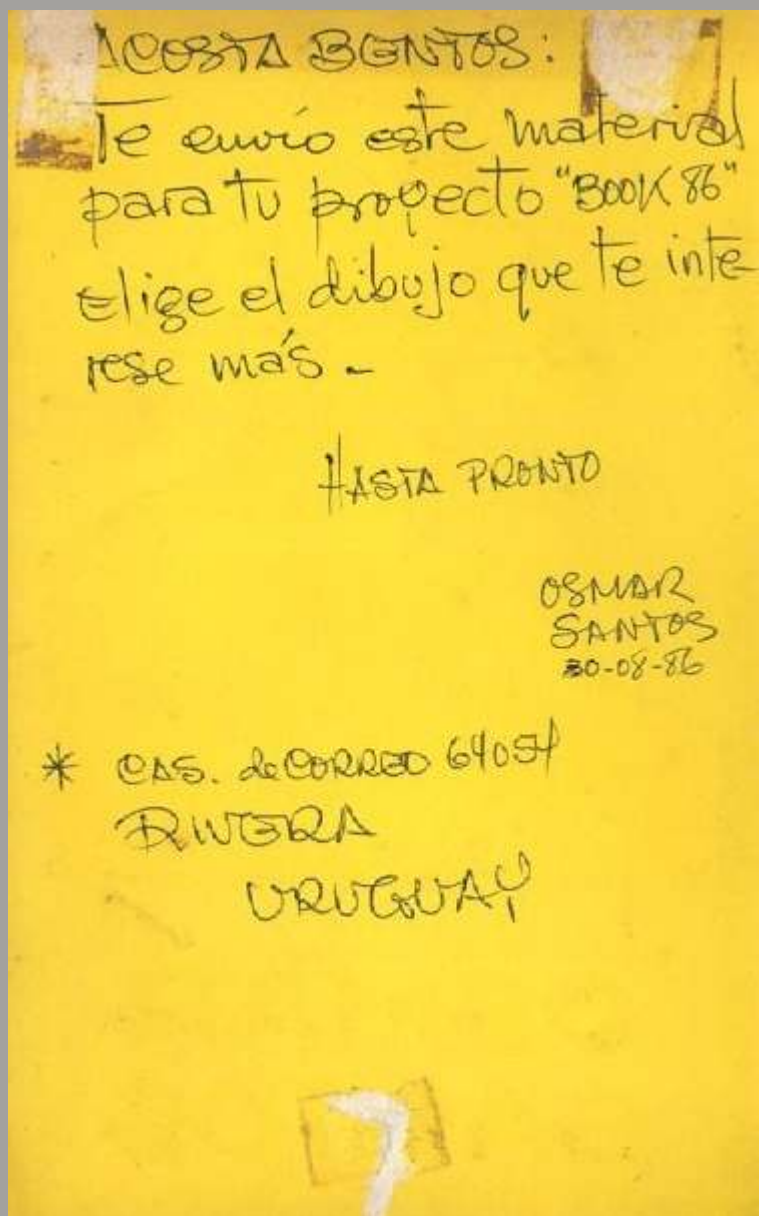 ACOSTA BENTOS:
Te envío este material
para tu proyecto "BOOK 86"
Elige el dibujo que te inte-
rese más -
HASTA PRONTO
OSMAR
SANTOS
30-08-86
* CAS. de CORREO 64054
RIVERA
URUGUAY